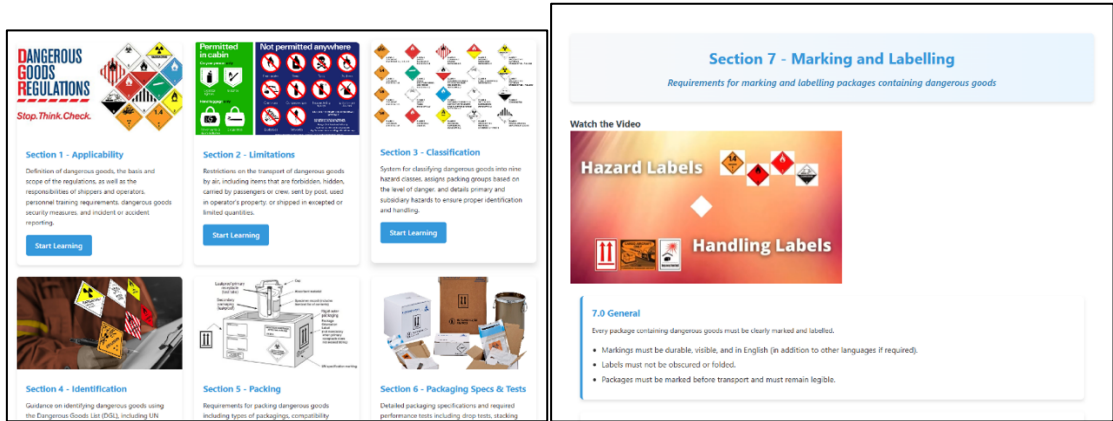 DANGEROUS
GOODS
REGULATIONS
Stop.Think.Check.
Permitted
in cabin
Not permitted anywhere
Section 1 - Applicability
Definition of dangerous goods, the basis and
scope of the regulations, as well as the
responsibilities of shippers and operators,
personnel training requirements, dangerous goods
security measures, and incident or accident
reporting.
Start Learning
Section 2 - Limitations
Restrictions on the transport of dangerous goods
by air, including items that are forbidden, hidden,
carried by passengers or crew, sent by post, used
in operator's property, or shipped in excepted or
limited quantities.
Start Learning
Section 3 - Classification
System for classifying dangerous goods into nine
hazard classes, assigns packing groups based on
the level of danger, and details primary and
subsidiary hazards to ensure proper identification
and handling.
Start Learning
Section 4 - Identification
Guidance on identifying dangerous goods using
the Dangerous Goods List (DGL), including UN
Section 5 - Packing
Requirements for packing dangerous goods
including types of packagings, compatibility
Section 6 - Packaging Specs & Tests
Detailed packaging specifications and required
performance tests including drop tests, stacking
Section 7 - Marking and Labelling
Requirements for marking and labelling packages containing dangerous goods
Watch the Video
Hazard Labels
Handling Labels
7.0 General
Every package containing dangerous goods must be clearly marked and labelled.
• Markings must be durable, visible, and in English (in addition to other languages if required).
• Labels must not be obscured or folded.
• Packages must be marked before transport and must remain legible.